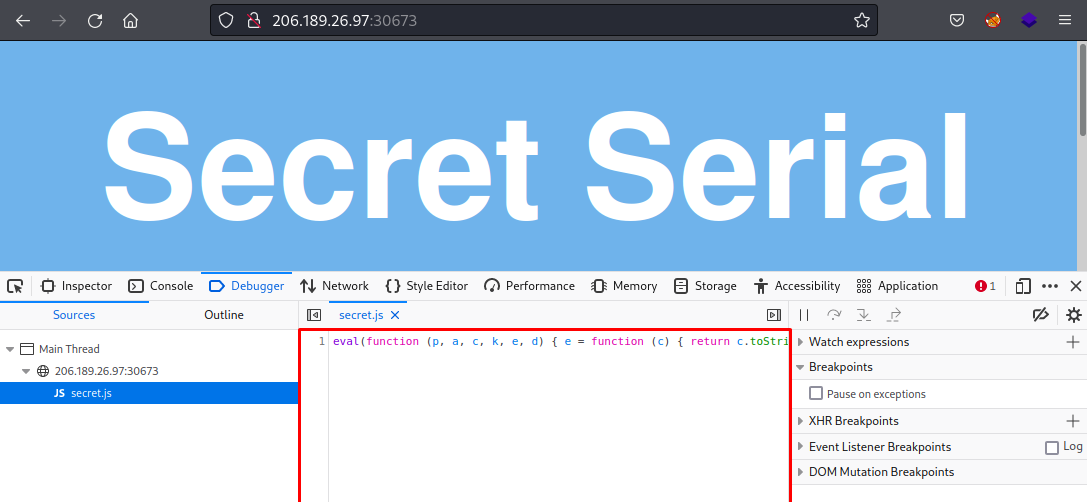 206.189.26.97:30673
Secret Serial
Inspector Console Debugger Network Style Editor Performance Memory Storage Accessibility Application 1
Sources Outline secret.js
1 eval(function (p, a, c, k, e, d) { e = function (c) { return c.toStri
Main Thread
206.189.26.97:30673
JS secret.js
Watch expressions
Breakpoints
Pause on exceptions
XHR Breakpoints
Event Listener Breakpoints Log
DOM Mutation Breakpoints